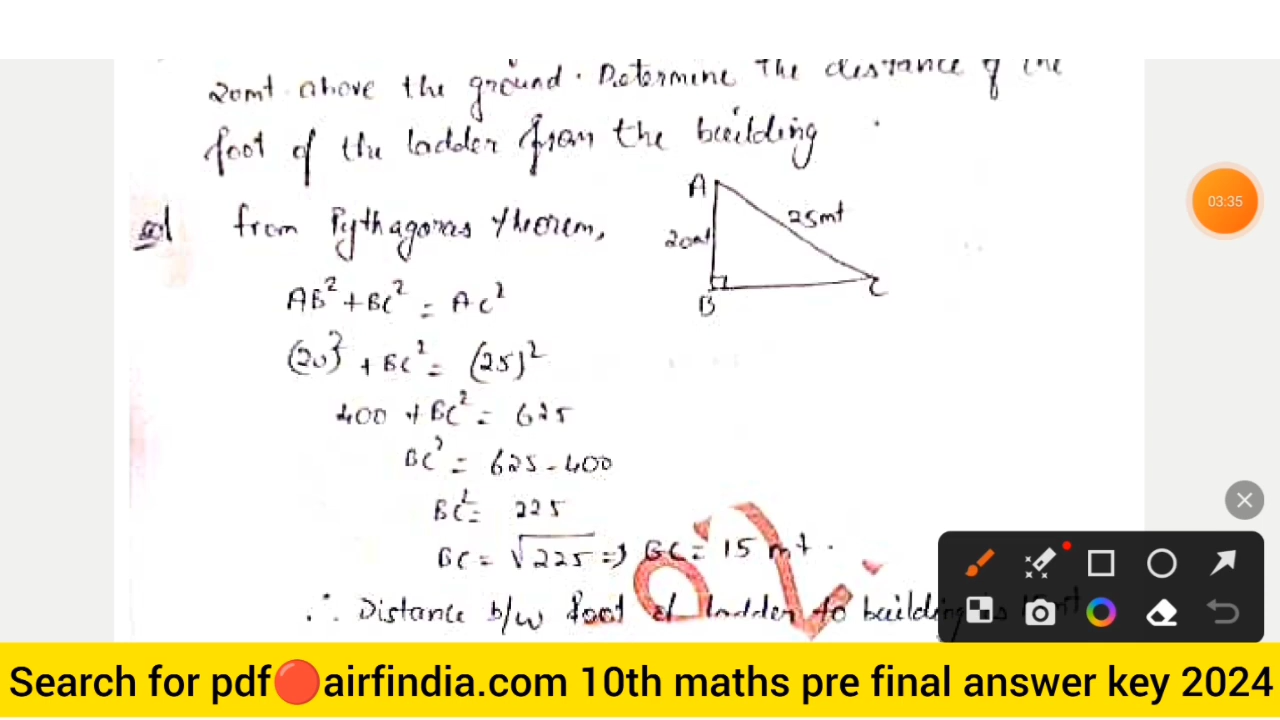 20mt above the ground. Determine the distance of the
foot of the ladder from the building.
sol from Pythagoras theorem,
A
25mt
20mt
B
C
AB² + BC² = AC²
(20)² + BC² = (25)²
400 + BC² = 625
BC² = 625 - 400
BC² = 225
BC = √225 => BC = 15 mt.
∴ Distance b/w foot of ladder to building is 15mt
03:35
Search for pdf🔴airfindia.com 10th maths pre final answer key 2024